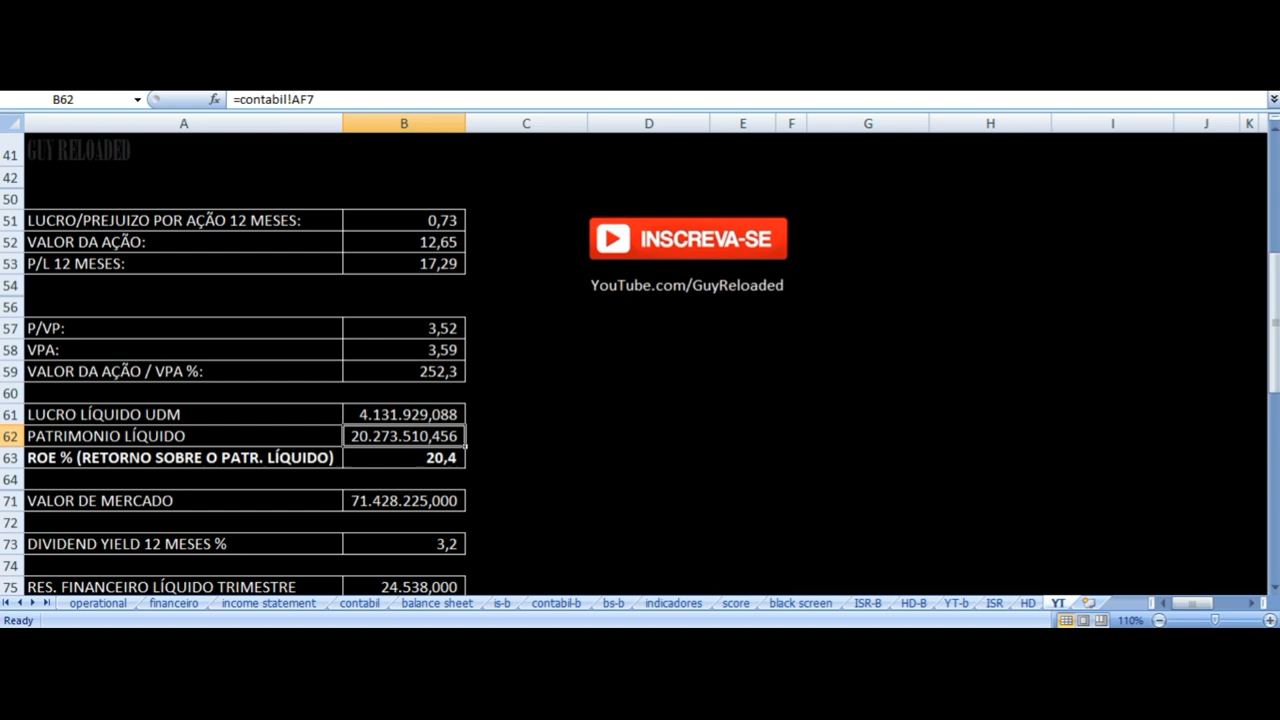 B62 fx =contabil!AF7
A B C D E F G H I J K
41 GUY RELOADED
42
50
51 LUCRO/PREJUIZO POR AÇÃO 12 MESES: 0,73
52 VALOR DA AÇÃO: 12,65
INSCREVA-SE
53 P/L 12 MESES: 17,29
54 YouTube.com/GuyReloaded
56
57 P/VP: 3,52
58 VPA: 3,59
59 VALOR DA AÇÃO / VPA %: 252,3
60
61 LUCRO LÍQUIDO UDM 4.131.929,088
62 PATRIMONIO LÍQUIDO 20.273.510,456
63 ROE % (RETORNO SOBRE O PATR. LÍQUIDO) 20,4
64
71 VALOR DE MERCADO 71.428.225,000
72
73 DIVIDEND YIELD 12 MESES % 3,2
74
75 RES. FINANCEIRO LÍQUIDO TRIMESTRE 24.538,000
operational financeiro income statement contabil balance sheet is-b contabil-b bs-b indicadores score black screen ISR-B HD-B YT-b ISR HD YT
Ready 110%